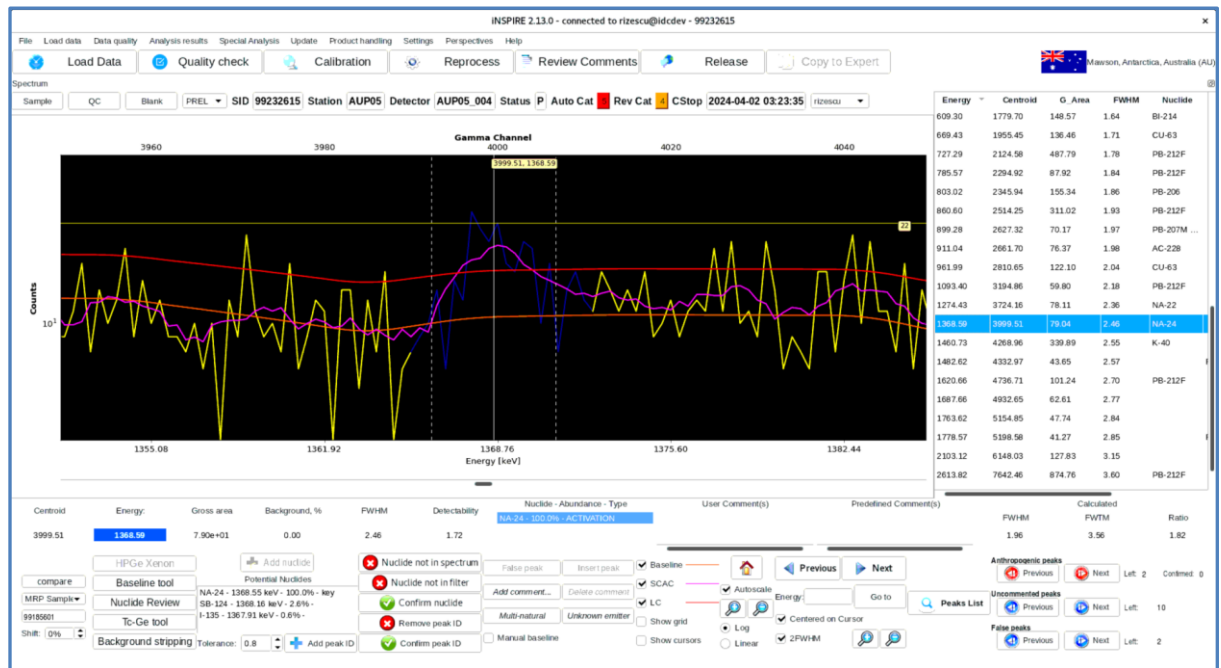 iNSPIRE 2.13.0 - connected to rizescu@idcdev - 99232615
File Load data Data quality Analysis results Special Analysis Update Product handling Settings Perspectives Help
Load Data Quality check Calibration Reprocess Review Comments Release Copy to Expert Mawson, Antarctica, Australia (AU)
Spectrum
Sample QC Blank PREL SID 99232615 Station AUP05 Detector AUP05_004 Status P Auto Cat Rev Cat 4 CStop 2024-04-02 03:23:35 rizescu
Gamma Channel
3960 3980 4000 4020 4040
3999.51, 1368.59
22
Counts
10¹
1355.08 1361.92 1368.76 1375.60 1382.44
Energy [keV]
Energy Centroid G_Area FWHM Nuclide
609.30 1779.70 148.57 1.64 BI-214
669.43 1955.45 136.46 1.71 CU-63
727.29 2124.58 487.79 1.78 PB-212F
785.57 2294.92 87.92 1.84 PB-212F
803.02 2345.94 155.34 1.86 PB-206
860.60 2514.25 311.02 1.93 PB-212F
899.28 2627.32 70.17 1.97 PB-207M ...
911.04 2661.70 76.37 1.98 AC-228
961.99 2810.65 122.10 2.04 CU-63
1093.40 3194.86 59.80 2.18 PB-212F
1274.43 3724.16 78.11 2.36 NA-22
1368.59 3999.51 79.04 2.46 NA-24
1460.73 4268.96 339.89 2.55 K-40
1482.62 4332.97 43.65 2.57
1620.66 4736.71 101.24 2.70 PB-212F
1687.66 4932.65 62.61 2.77
1763.62 5154.85 47.74 2.84
1778.57 5198.58 41.27 2.85
2103.12 6148.03 127.83 3.15
2613.82 7642.46 874.76 3.60 PB-212F
Centroid Energy: Gross area Background, % FWHM Detectability
3999.51 1368.59 7.90e+01 0.00 2.46 1.72
Nuclide - Abundance - Type
NA-24 - 100.0% - ACTIVATION
User Comment(s)
Predefined Comment(s)
Calculated
FWHM FWTM Ratio
1.96 3.56 1.82
compare
MRP Sample
99185601
Shift: 0%
HPGe Xenon
Baseline tool
Nuclide Review
Tc-Ge tool
Background stripping
Add nuclide
Potential Nuclides
NA-24 - 1368.55 keV - 100.0% - key
SB-124 - 1368.16 keV - 2.6% -
I-135 - 1367.91 keV - 0.6% -
Tolerance: 0.8 Add peak ID
Nuclide not in spectrum
Nuclide not in filter
Confirm nuclide
Remove peak ID
Confirm peak ID
False peak Insert peak
Add comment... Delete comment
Multi-natural Unknown emitter
Manual baseline
Baseline
SCAC
LC
Show grid
Show cursors
Autoscale
Log
Linear
Previous Next
Energy: Go to
Centered on Cursor
2FWHM
Peaks List
Anthropogenic peaks
Previous Next Left: 2 Confirmed: 0
Uncommented peaks
Previous Next Left: 10
False peaks
Previous Next Left: 2